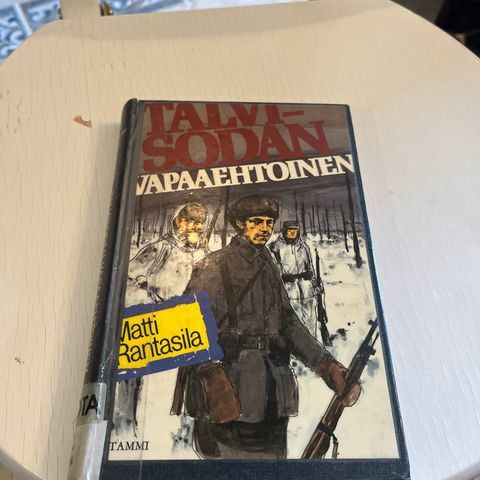 TALVI-
SODAN
VAPAAEHTOINEN
Matti
Rantasila
TAMMI